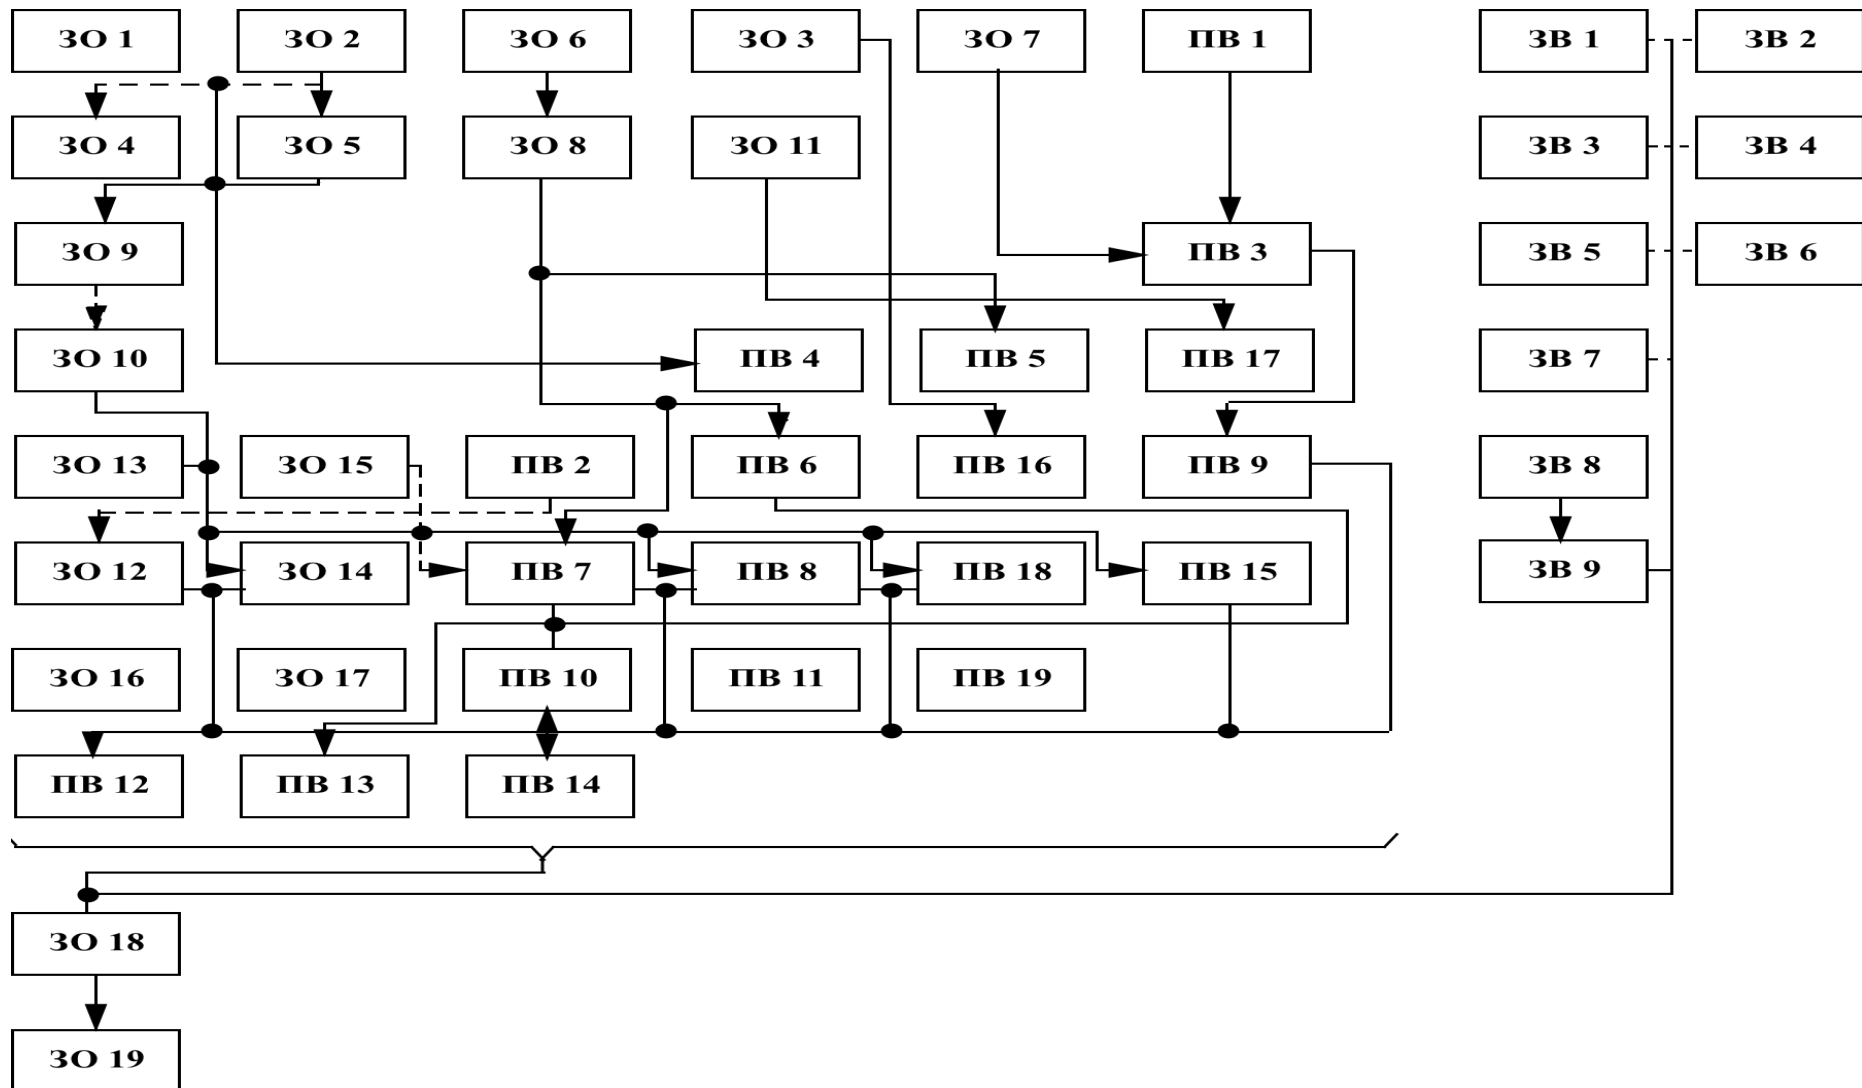 ЗО 1 ЗО 2 ЗО 6 ЗО 3 ЗО 7 ПВ 1 ЗВ 1 ЗВ 2
ЗО 4 ЗО 5 ЗО 8 ЗО 11 ЗВ 3 ЗВ 4
ЗО 9 ПВ 3 ЗВ 5 ЗВ 6
ЗО 10 ПВ 4 ПВ 5 ПВ 17 ЗВ 7
ЗО 13 ЗО 15 ПВ 2 ПВ 6 ПВ 16 ПВ 9 ЗВ 8
ЗО 12 ЗО 14 ПВ 7 ПВ 8 ПВ 18 ПВ 15 ЗВ 9
ЗО 16 ЗО 17 ПВ 10 ПВ 11 ПВ 19
ПВ 12 ПВ 13 ПВ 14
ЗО 18
ЗО 19